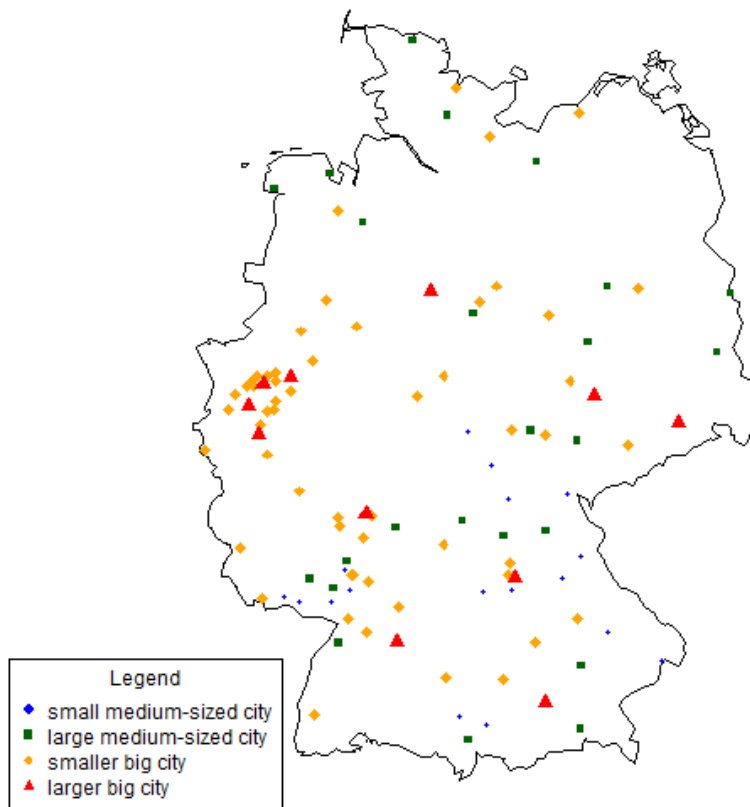 Legend
small medium-sized city
large medium-sized city
smaller big city
larger big city